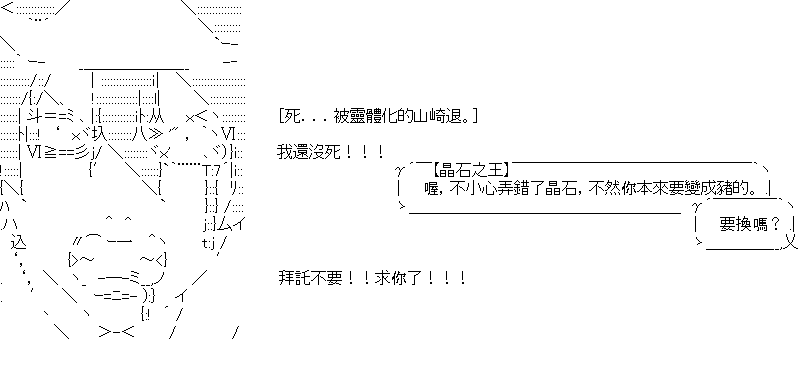 [死...被靈體化的山崎退。]
我還沒死！！！
【晶石之王】
喔，不小心弄錯了晶石，不然你本來要變成豬的。
要換嗎？
拜託不要！！求你了！！！